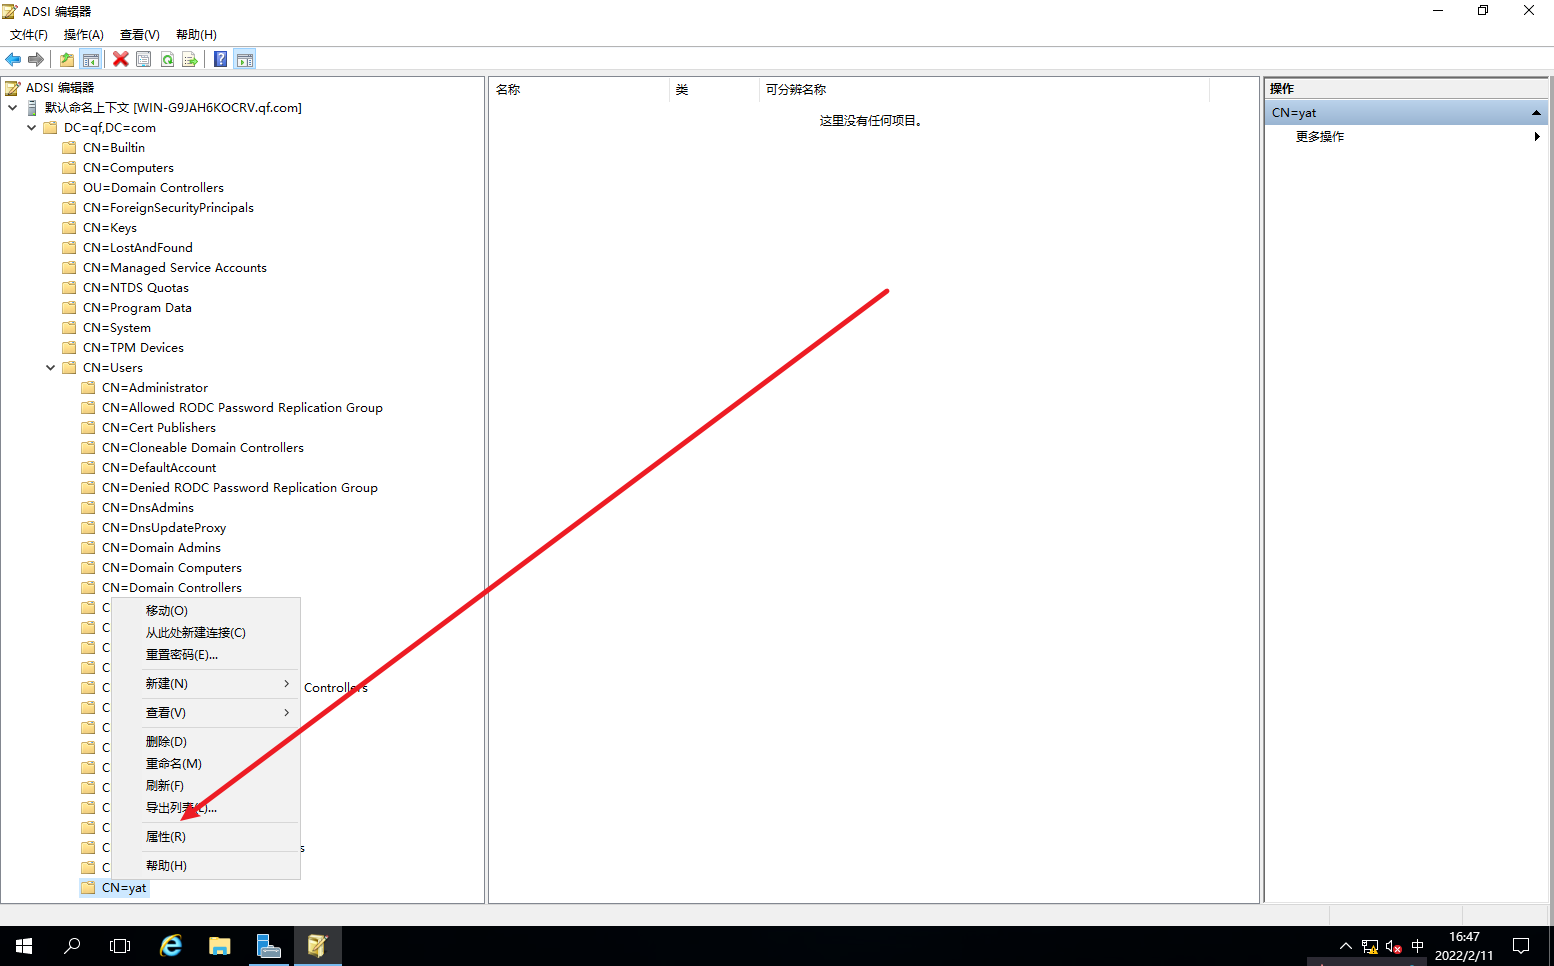 ADSI 编辑器
文件(F) 操作(A) 查看(V) 帮助(H)
ADSI 编辑器
默认命名上下文 [WIN-G9JAH6KOCRV.qf.com]
DC=qf,DC=com
CN=Builtin
CN=Computers
OU=Domain Controllers
CN=ForeignSecurityPrincipals
CN=Keys
CN=LostAndFound
CN=Managed Service Accounts
CN=NTDS Quotas
CN=Program Data
CN=System
CN=TPM Devices
CN=Users
CN=Administrator
CN=Allowed RODC Password Replication Group
CN=Cert Publishers
CN=Cloneable Domain Controllers
CN=DefaultAccount
CN=Denied RODC Password Replication Group
CN=DnsAdmins
CN=DnsUpdateProxy
CN=Domain Admins
CN=Domain Computers
CN=Domain Controllers
C
C
C
C
C Controllers
C
C
C
C
C
C
C
C s
C
CN=yat
移动(O)
从此处新建连接(C)
重置密码(E)...
新建(N)
查看(V)
删除(D)
重命名(M)
刷新(F)
导出列表(L)...
属性(R)
帮助(H)
名称 类 可分辨名称
这里没有任何项目。
操作
CN=yat
更多操作
中
16:47
2022/2/11